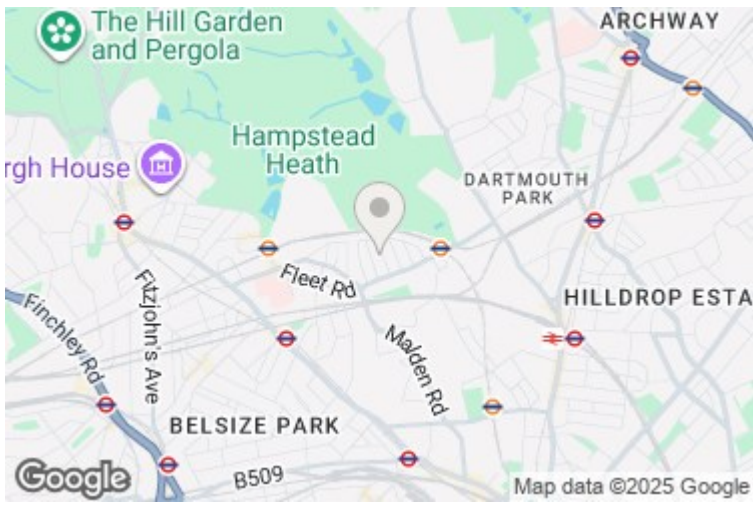 The Hill Garden
and Pergola
ARCHWAY
Hampstead
Heath
rgh House
DARTMOUTH
PARK
Fitzjohn's Ave
Fleet Rd
HILLDROP ESTA
Finchley Rd
Malden Rd
BELSIZE PARK
B509
Google
Map data ©2025 Google